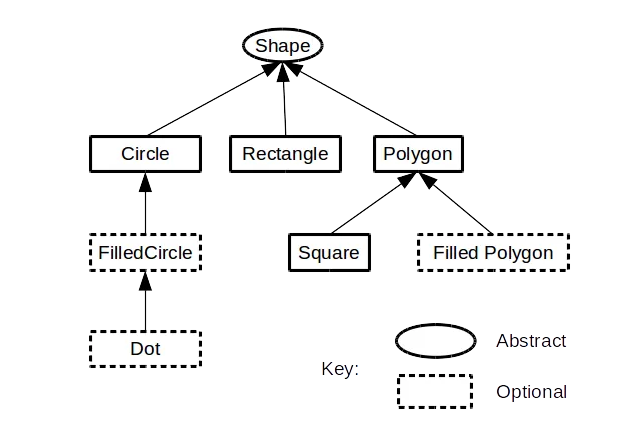 Shape
Circle
Rectangle
Polygon
FilledCircle
Square
Filled Polygon
Dot
Key:
Abstract
Optional